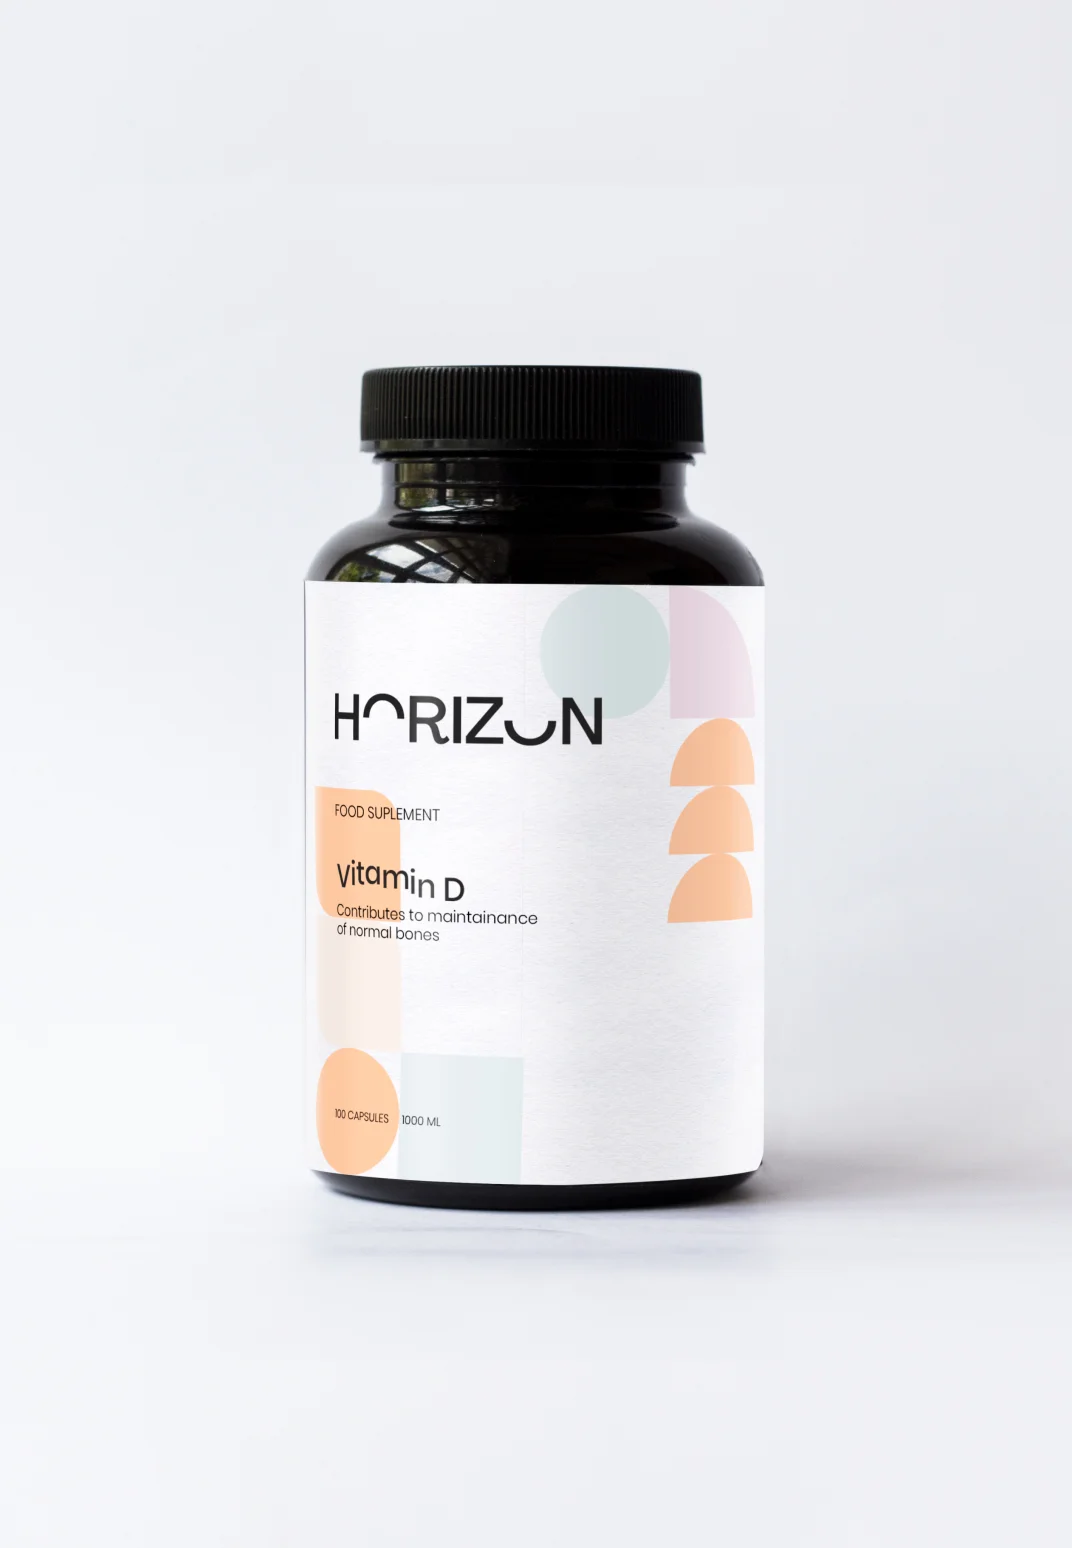 HORIZON
FOOD SUPLEMENT
Vitamin D
Contributes to maintainance
of normal bones
100 CAPSULES 1000 ML